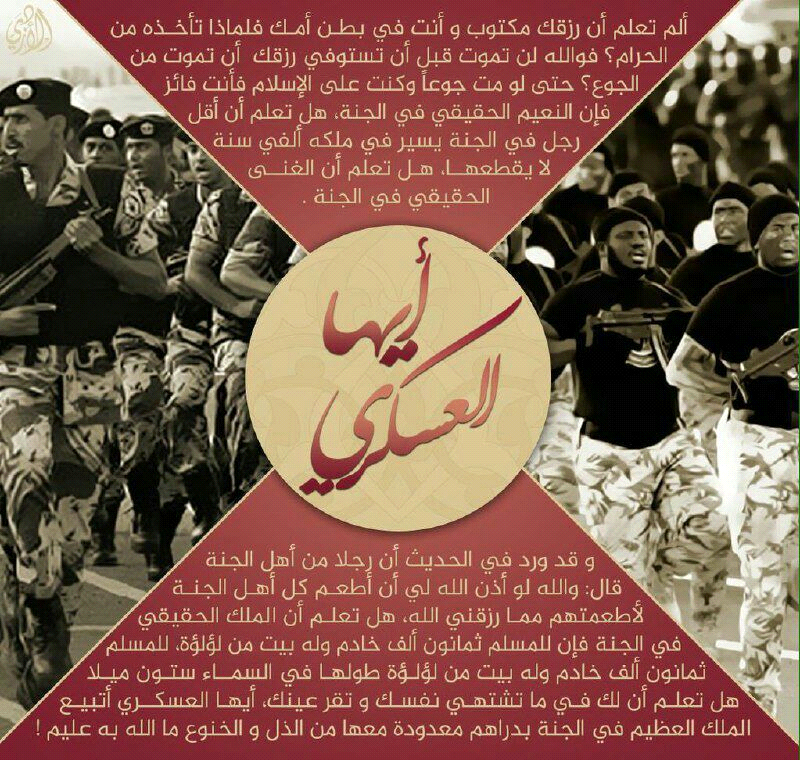 ألم تعلم أن رزقك مكتوب و أنت في بطن أمك فلماذا تأخذه من
الحرام؟ فوالله لن تموت قبل أن تستوفي رزقك أن تموت من
الجوع؟ حتى لو مت جوعاً وكنت على الإسلام فأنت فائز
فإن النعيم الحقيقي في الجنة، هل تعلم أن أقل
رجل في الجنة يسير في ملكه ألفي سنة
لا يقطعها، هل تعلم أن الغنى
الحقيقي في الجنة .
أيها
العسكري
و قد ورد في الحديث أن رجلا من أهل الجنة
قال: والله لو أذن الله لي أن أطعم كل أهل الجنة
لأطعمتهم مما رزقني الله، هل تعلم أن الملك الحقيقي
في الجنة فإن للمسلم ثمانون ألف خادم وله بيت من لؤلؤة، للمسلم
ثمانون ألف خادم وله بيت من لؤلؤة طولها في السماء ستون ميلا
هل تعلم أن لك في ما تشتهي نفسك و تقر عينك، أيها العسكري أتبيع
الملك العظيم في الجنة بدراهم معدودة معها من الذل و الخنوع ما الله به عليم !